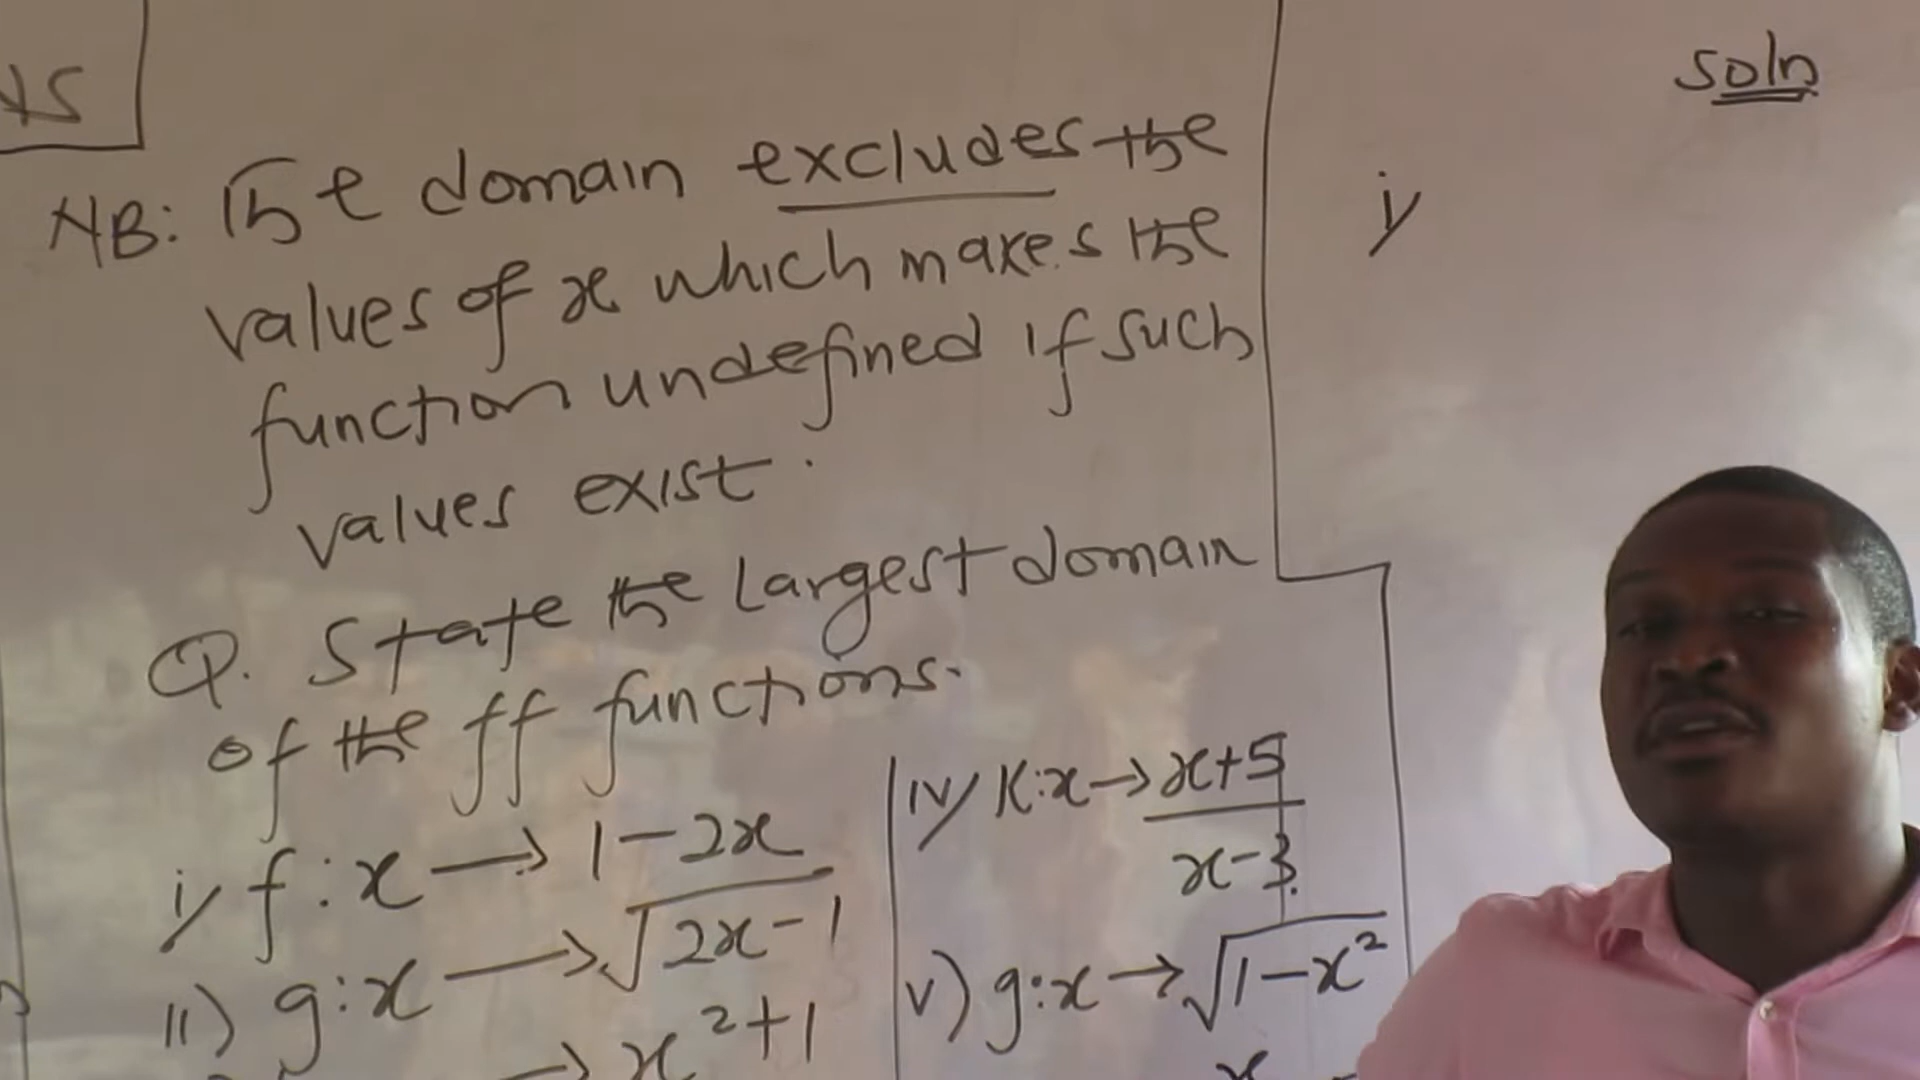 NB: The domain excludes the
values of x which makes the
function undefined if such
values exist.
Q. State the largest domain
of the ff functions.
i/ f:x → 1-2x
ii) g:x → √2x-1
→ x²+1
iv/ K:x → x+5
x-3
v) g:x → √1-x²
x
soln
i/